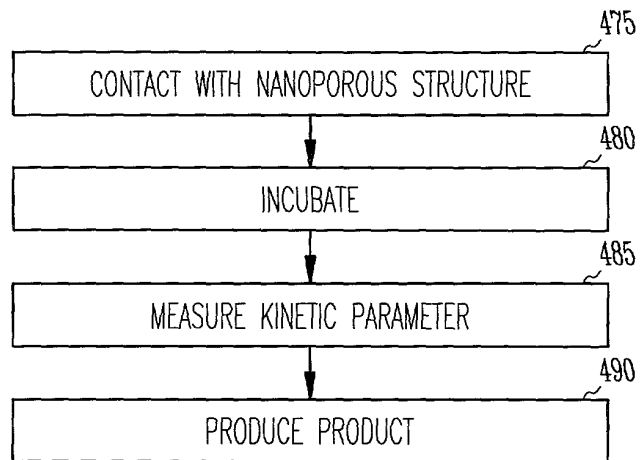 475
CONTACT WITH NANOPOROUS STRUCTURE
480
INCUBATE
485
MEASURE KINETIC PARAMETER
490
PRODUCE PRODUCT